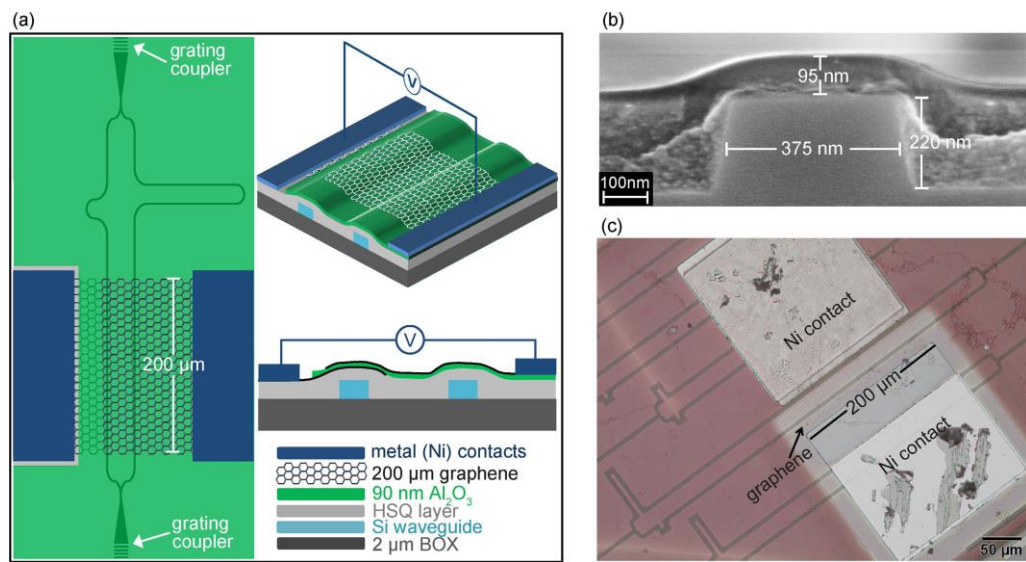 (a)
grating
coupler
200 µm
grating
coupler
V
V
metal (Ni) contacts
200 µm graphene
90 nm Al₂O₃
HSQ layer
Si waveguide
2 µm BOX
(b)
95 nm
375 nm
220 nm
100nm
(c)
Ni contact
200 µm
graphene
Ni contact
50 µm